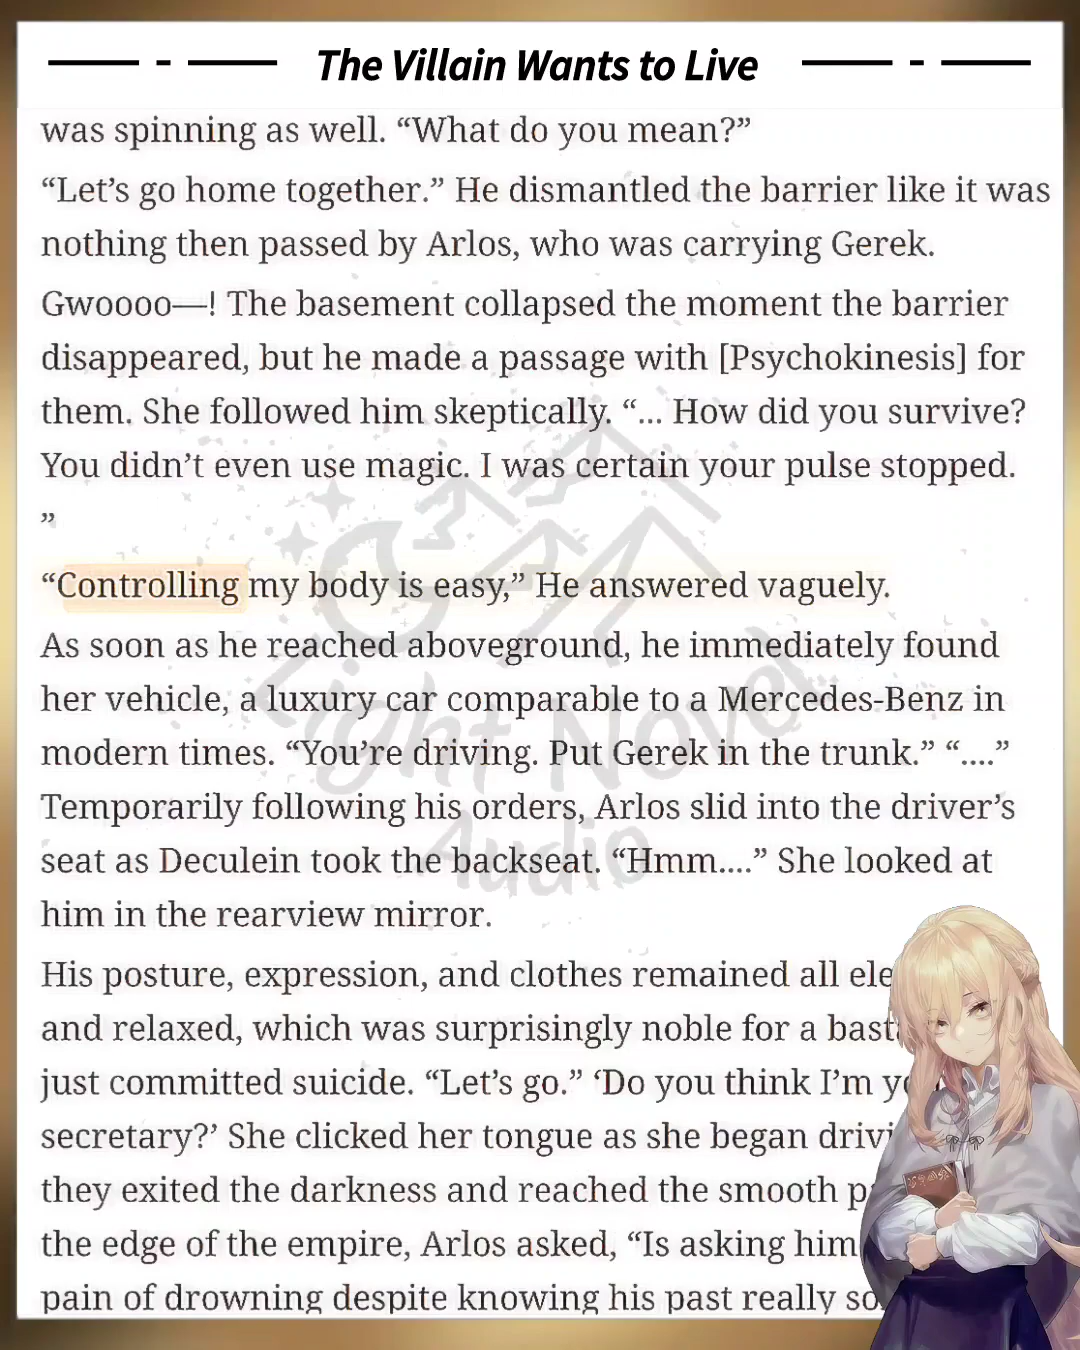 The Villain Wants to Live
was spinning as well. “What do you mean?”
“Let’s go home together.” He dismantled the barrier like it was
nothing then passed by Arlos, who was carrying Gerek.
Gwoooo—! The basement collapsed the moment the barrier
disappeared, but he made a passage with [Psychokinesis] for
them. She followed him skeptically. “... How did you survive?
You didn’t even use magic. I was certain your pulse stopped.
”
“Controlling my body is easy,” He answered vaguely.
As soon as he reached aboveground, he immediately found
her vehicle, a luxury car comparable to a Mercedes-Benz in
modern times. “You’re driving. Put Gerek in the trunk.” “....”
Temporarily following his orders, Arlos slid into the driver’s
seat as Deculein took the backseat. “Hmm....” She looked at
him in the rearview mirror.
His posture, expression, and clothes remained all
and relaxed, which was surprisingly noble for a
just committed suicide. “Let’s go.” ‘Do you think I’m
secretary?’ She clicked her tongue as she began
they exited the darkness and reached the smooth
the edge of the empire, Arlos asked, “Is asking him
pain of drowning despite knowing his past really
Light Novel
Audio